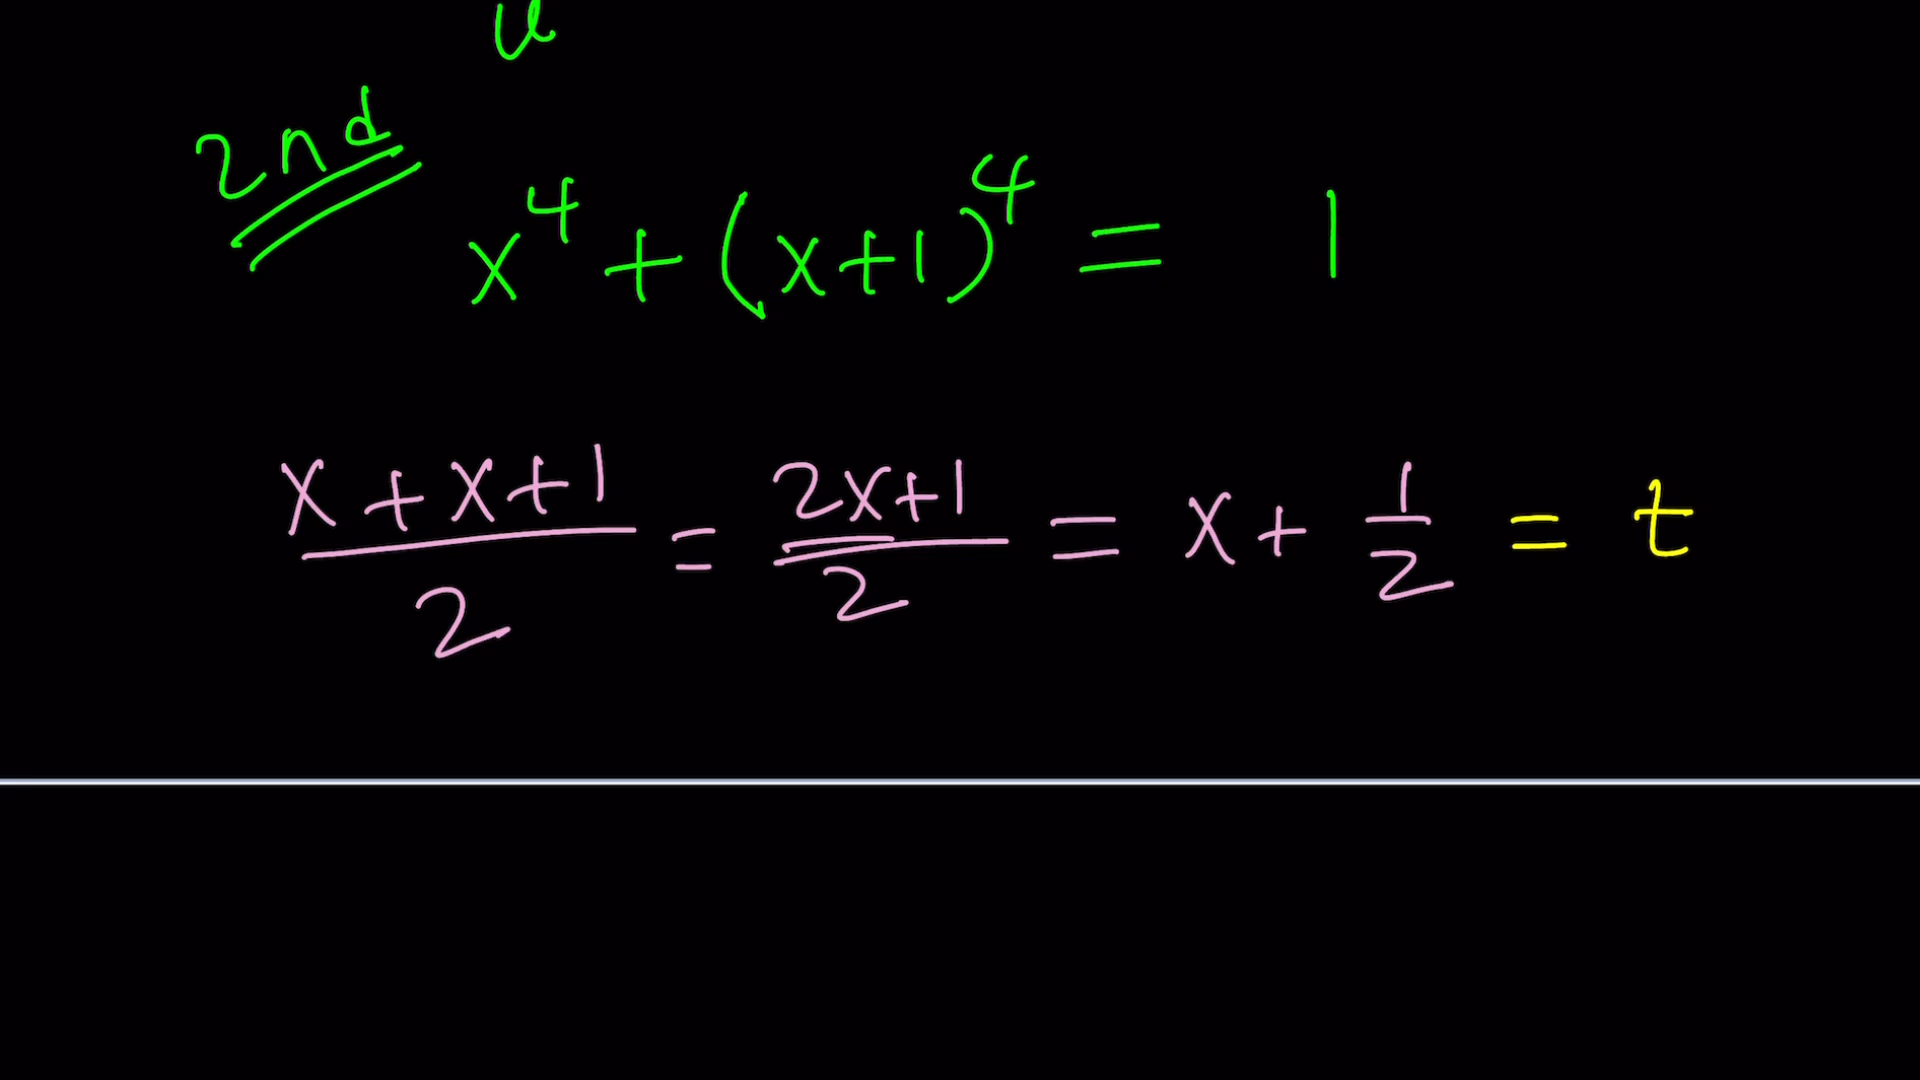 u
2nd
x⁴ + (x+1)⁴ = 1
(x + x + 1)/2 = (2x+1)/2 = x + 1/2 = t